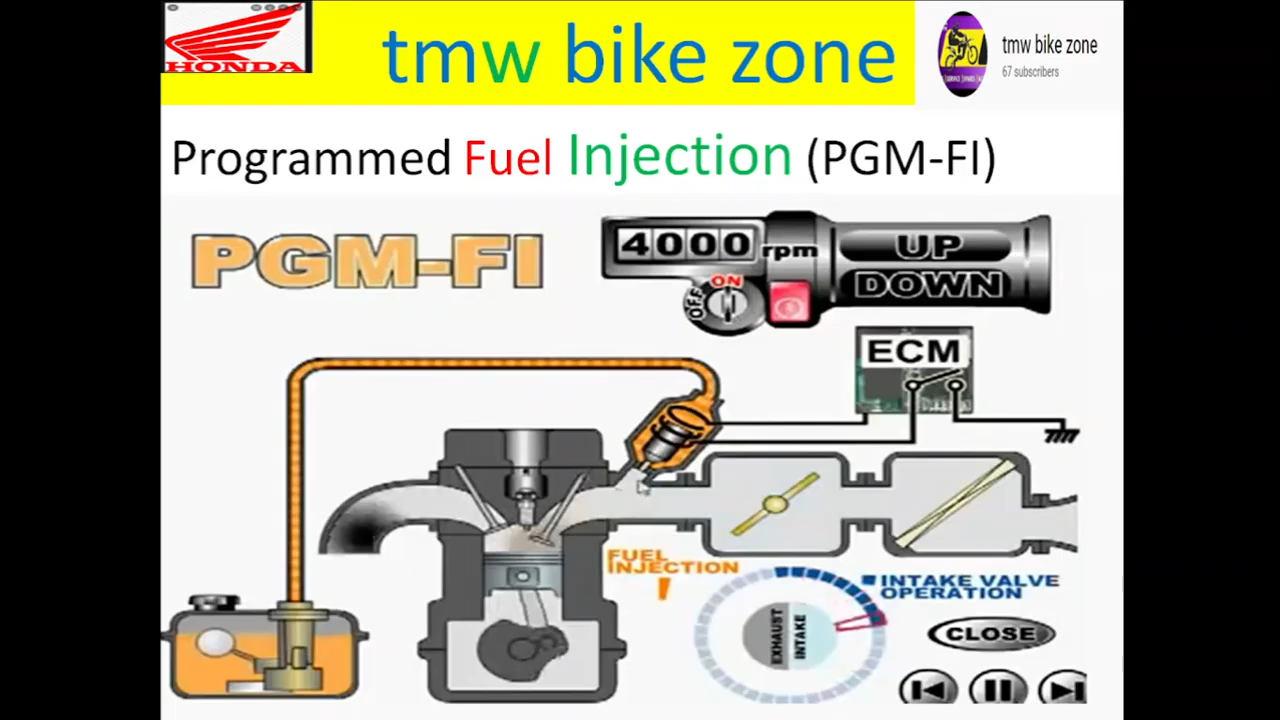 HONDA
tmw bike zone
tmw bike zone
67 subscribers
Programmed Fuel Injection (PGM-FI)
PGM-FI
4000 rpm
UP
DOWN
ON
OFF
ECM
FUEL
INJECTION
!
INTAKE VALVE
OPERATION
EXHAUST
INTAKE
CLOSE